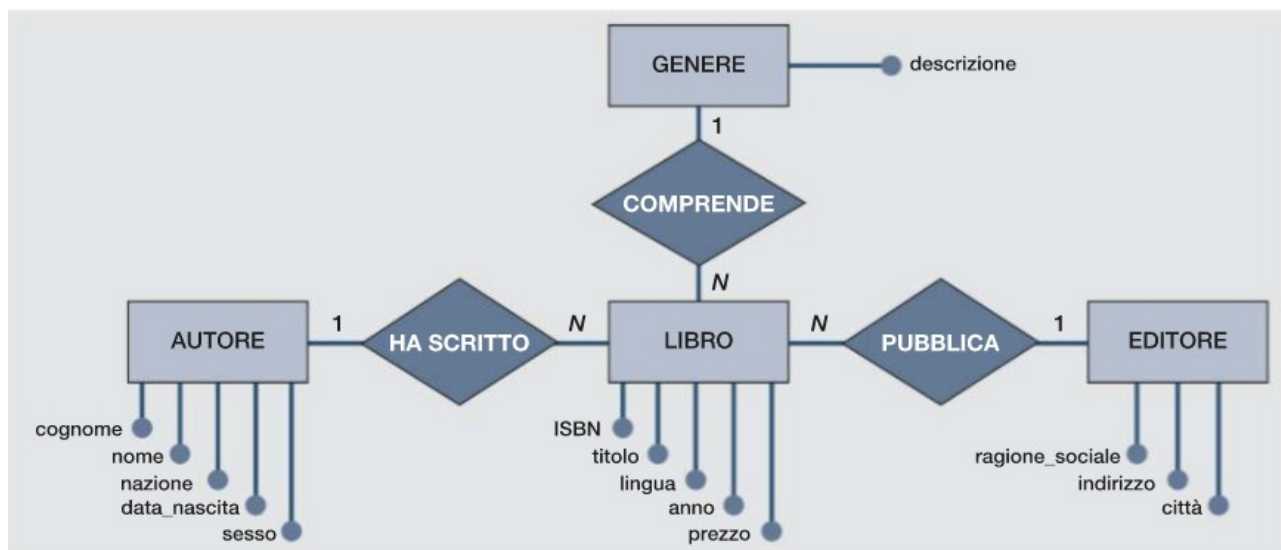 GENERE
descrizione
1
COMPRENDE
N
AUTORE
1
HA SCRITTO
N
LIBRO
N
PUBBLICA
1
EDITORE
cognome
nome
nazione
data_nascita
sesso
ISBN
titolo
lingua
anno
prezzo
ragione_sociale
indirizzo
città